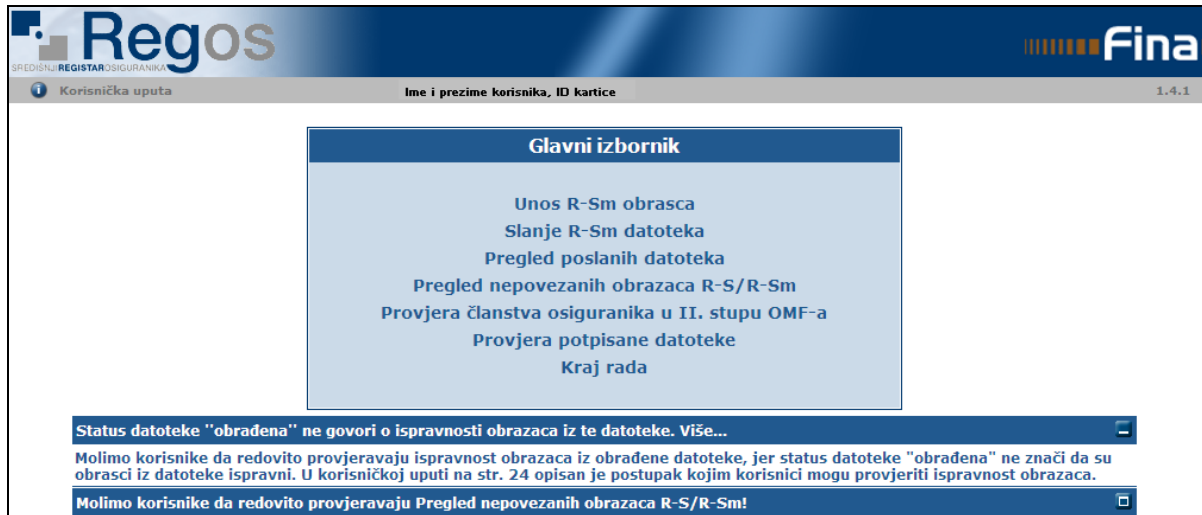 Regos
SREDIŠNJI REGISTAR OSIGURANIKA
Fina
Korisnička uputa
Ime i prezime korisnika, ID kartice
1.4.1
Glavni izbornik
Unos R-Sm obrasca
Slanje R-Sm datoteka
Pregled poslanih datoteka
Pregled nepovezanih obrazaca R-S/R-Sm
Provjera članstva osiguranika u II. stupu OMF-a
Provjera potpisane datoteke
Kraj rada
Status datoteke "obrađena" ne govori o ispravnosti obrazaca iz te datoteke. Više...
Molimo korisnike da redovito provjeravaju ispravnost obrazaca iz obrađene datoteke, jer status datoteke "obrađena" ne znači da su
obrasci iz datoteke ispravni. U korisničkoj uputi na str. 24 opisan je postupak kojim korisnici mogu provjeriti ispravnost obrazaca.
Molimo korisnike da redovito provjeravaju Pregled nepovezanih obrazaca R-S/R-Sm!